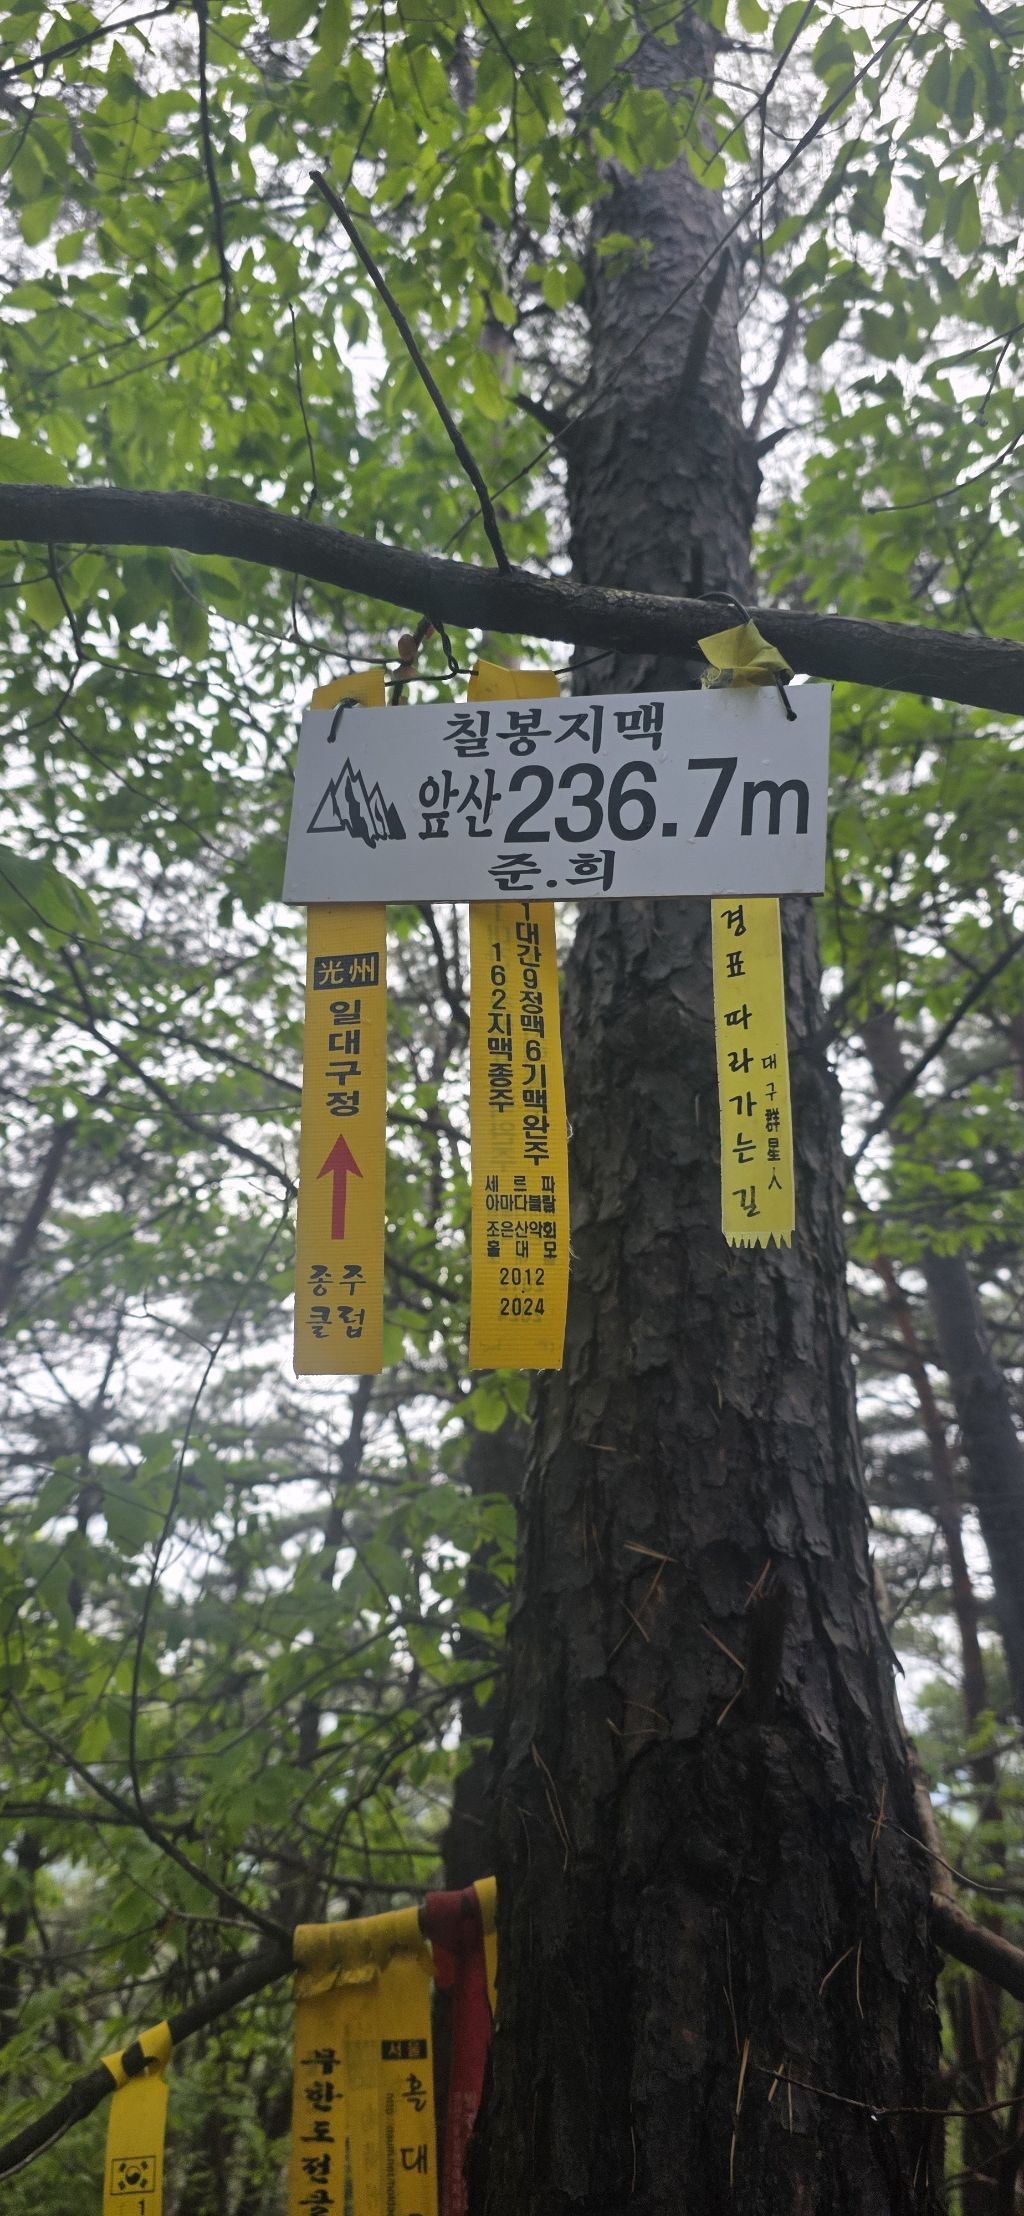 칠봉지맥
앞산 236.7m
준.희
光州
일대구정
종주
클럽
1대간9정맥6기맥완주
162지맥종주
세르파
아마다블람
조은산악회
홀대모
2012
2024
경표 따라가는 길
대구群星人
무한도전클
서울
홀대